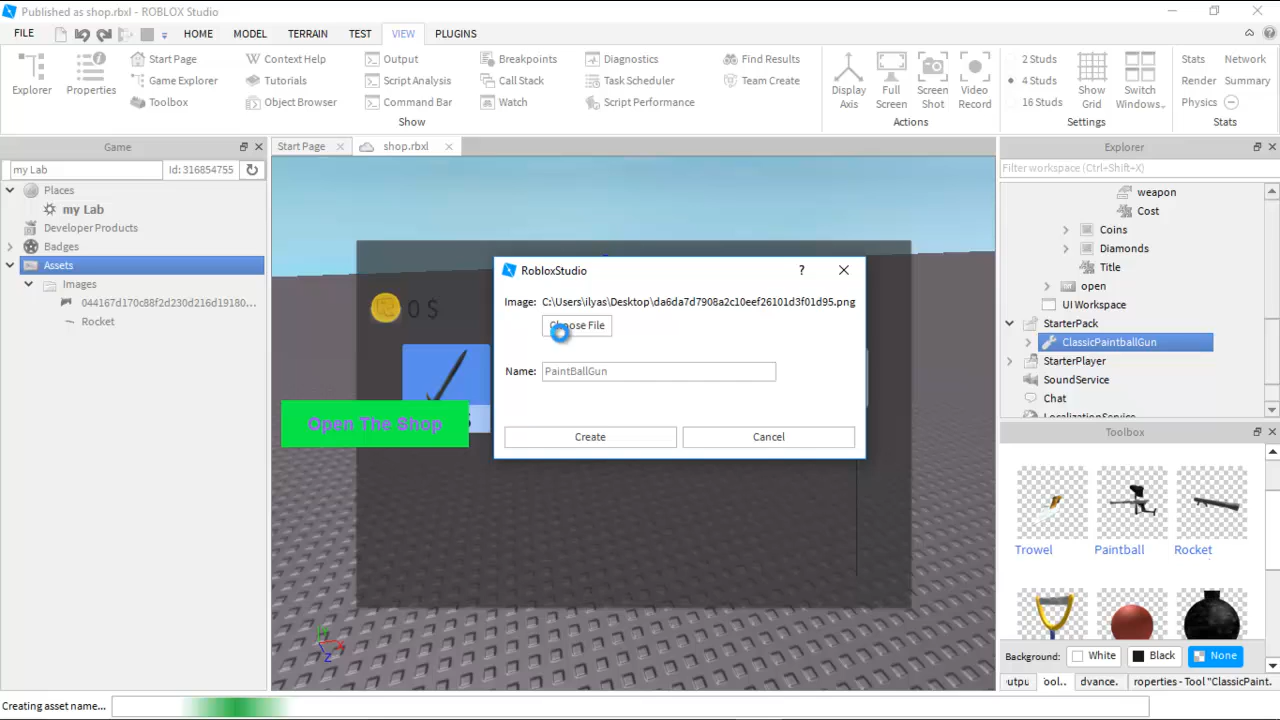 Published as shop.rbxl - ROBLOX Studio
FILE HOME MODEL TERRAIN TEST VIEW PLUGINS
Explorer
Properties
Start Page
Game Explorer
Toolbox
Context Help
Tutorials
Object Browser
Output
Script Analysis
Command Bar
Breakpoints
Call Stack
Watch
Show
Diagnostics
Task Scheduler
Script Performance
Find Results
Team Create
Display
Axis
Full
Screen
Screen
Shot
Video
Record
Actions
2 Studs
4 Studs
16 Studs
Show
Grid
Switch
Windows..
Settings
Stats Network
Render Summary
Physics
Stats
Game
my Lab Id: 316854755
Places
my Lab
Developer Products
Badges
Assets
Images
044167d170c88f2d230d216d19180...
Rocket
Start Page shop.rbxl
0 $
Open The Shop
RobloxStudio ?
Image: C:\Users\ilyas\Desktop\da6da7d7908a2c10eef26101d3f01d95.png
Choose File
Name: PaintBallGun
Create Cancel
Explorer
Filter workspace (Ctrl+Shift+X)
weapon
Cost
Coins
Diamonds
Title
open
UI Workspace
StarterPack
ClassicPaintballGun
StarterPlayer
SoundService
Chat
LocalizationService
Toolbox
Trowel Paintball Rocket
Background: White Black None
utpu Tool.. dvance. roperties - Tool "ClassicPaint.
Creating asset name...